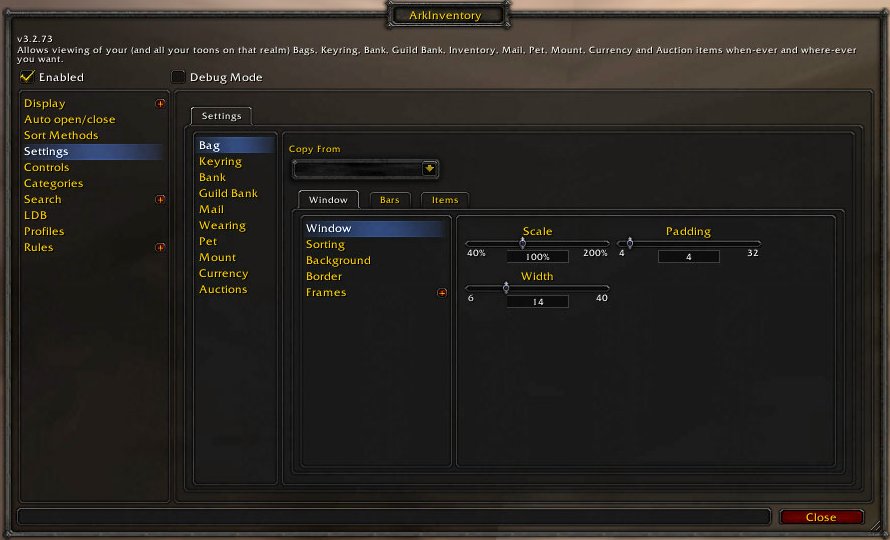 ArkInventory
v3.2.73
Allows viewing of your (and all your toons on that realm) Bags, Keyring, Bank, Guild Bank, Inventory, Mail, Pet, Mount, Currency and Auction items when-ever and where-ever
you want.
Enabled
Debug Mode
Display
Auto open/close
Sort Methods
Settings
Controls
Categories
Search
LDB
Profiles
Rules
Settings
Bag
Keyring
Bank
Guild Bank
Mail
Wearing
Pet
Mount
Currency
Auctions
Copy From
Window
Bars
Items
Window
Sorting
Background
Border
Frames
Scale
40%
100%
200%
Padding
4
4
32
Width
6
14
40
Close